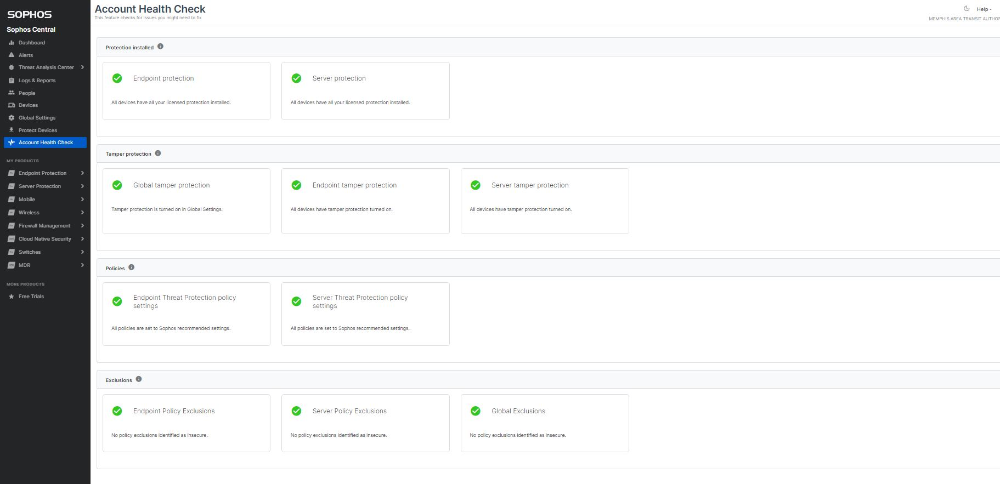 SOPHOS
Sophos Central
Dashboard
Alerts
Threat Analysis Center
Logs & Reports
People
Devices
Global Settings
Protect Devices
Account Health Check
MY PRODUCTS
Endpoint Protection
Server Protection
Mobile
Wireless
Firewall Management
Cloud Native Security
Switches
MDR
MORE PRODUCTS
Free Trials
Account Health Check
This feature checks for issues you might need to fix
Help
MEMPHIS AREA TRANSIT AUTHOR
Protection installed
Endpoint protection
All devices have all your licensed protection installed.
Server protection
All devices have all your licensed protection installed.
Tamper protection
Global tamper protection
Tamper protection is turned on in Global Settings.
Endpoint tamper protection
All devices have tamper protection turned on.
Server tamper protection
All devices have tamper protection turned on.
Policies
Endpoint Threat Protection policy
settings
All policies are set to Sophos recommended settings.
Server Threat Protection policy
settings
All policies are set to Sophos recommended settings.
Exclusions
Endpoint Policy Exclusions
No policy exclusions identified as insecure.
Server Policy Exclusions
No policy exclusions identified as insecure.
Global Exclusions
No policy exclusions identified as insecure.